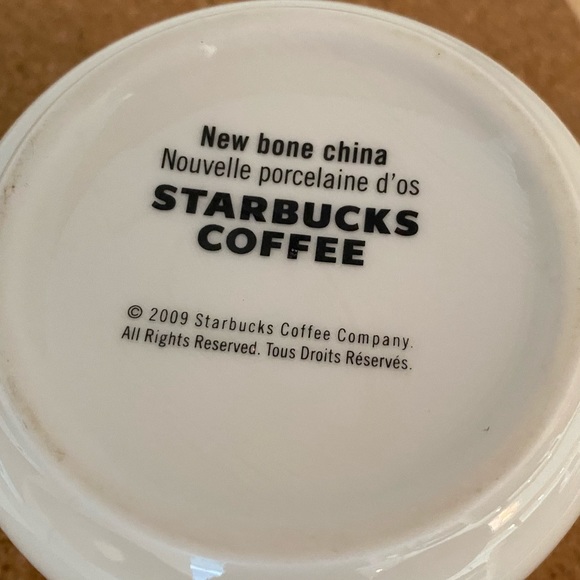 New bone china
Nouvelle porcelaine d'os
STARBUCKS
COFFEE
© 2009 Starbucks Coffee Company.
All Rights Reserved. Tous Droits Réservés.